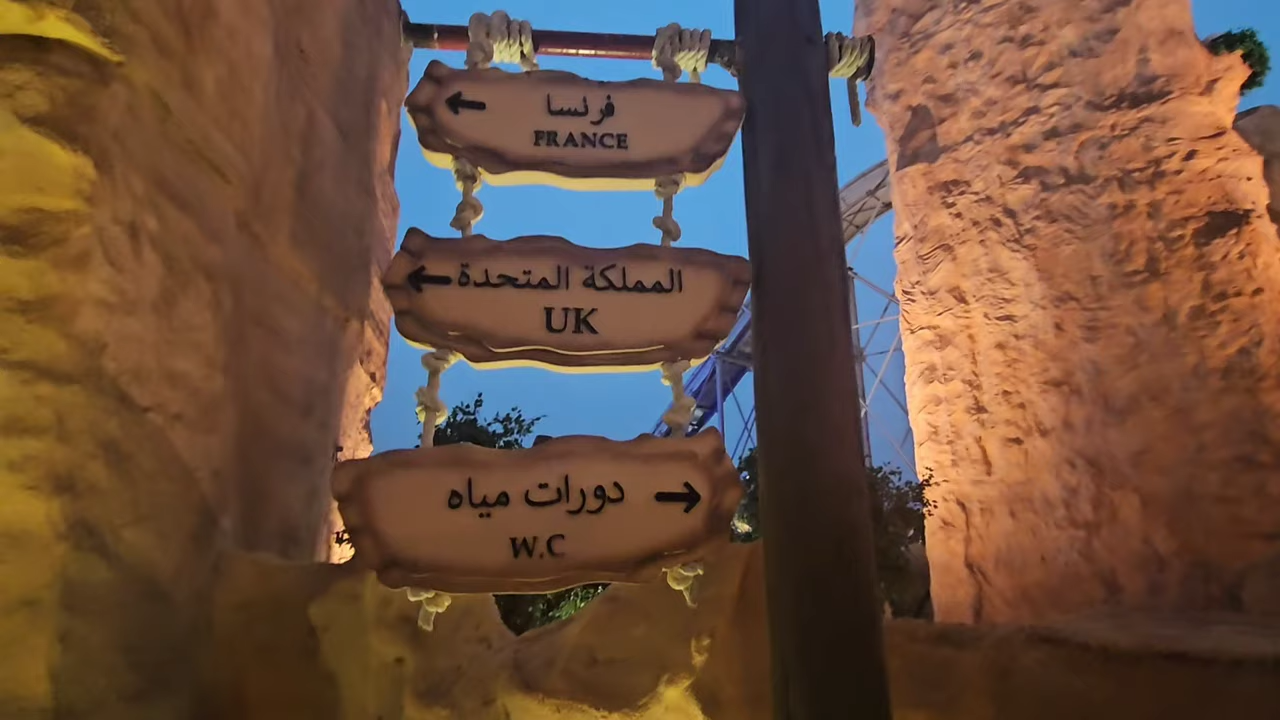 فرنسا
FRANCE
المملكة المتحدة
UK
دورات مياه
W.C